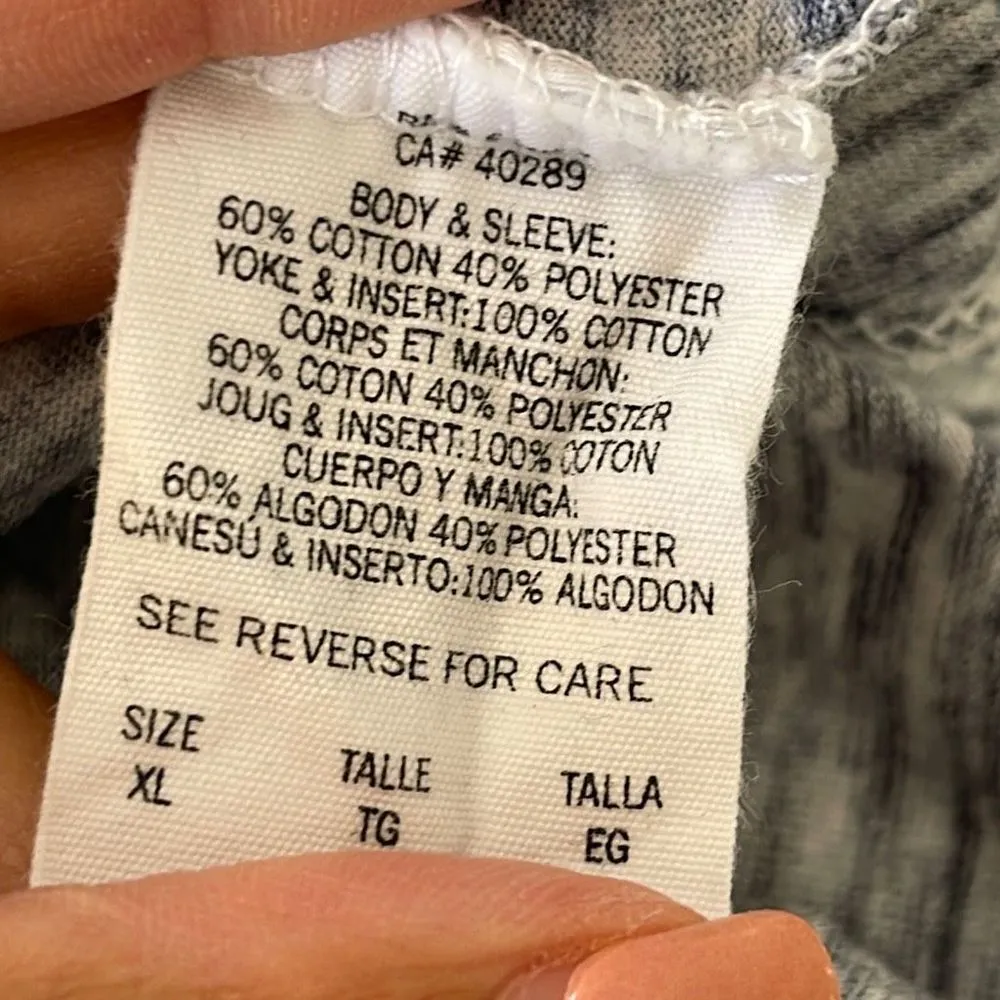 CA# 40289
BODY & SLEEVE:
60% COTTON 40% POLYESTER
YOKE & INSERT:100% COTTON
CORPS ET MANCHON:
60% COTON 40% POLYESTER
JOUG & INSERT:100% COTON
CUERPO Y MANGA:
60% ALGODON 40% POLYESTER
CANESÚ & INSERTO:100% ALGODON
SEE REVERSE FOR CARE
SIZE TALLE TALLA
XL TG EG